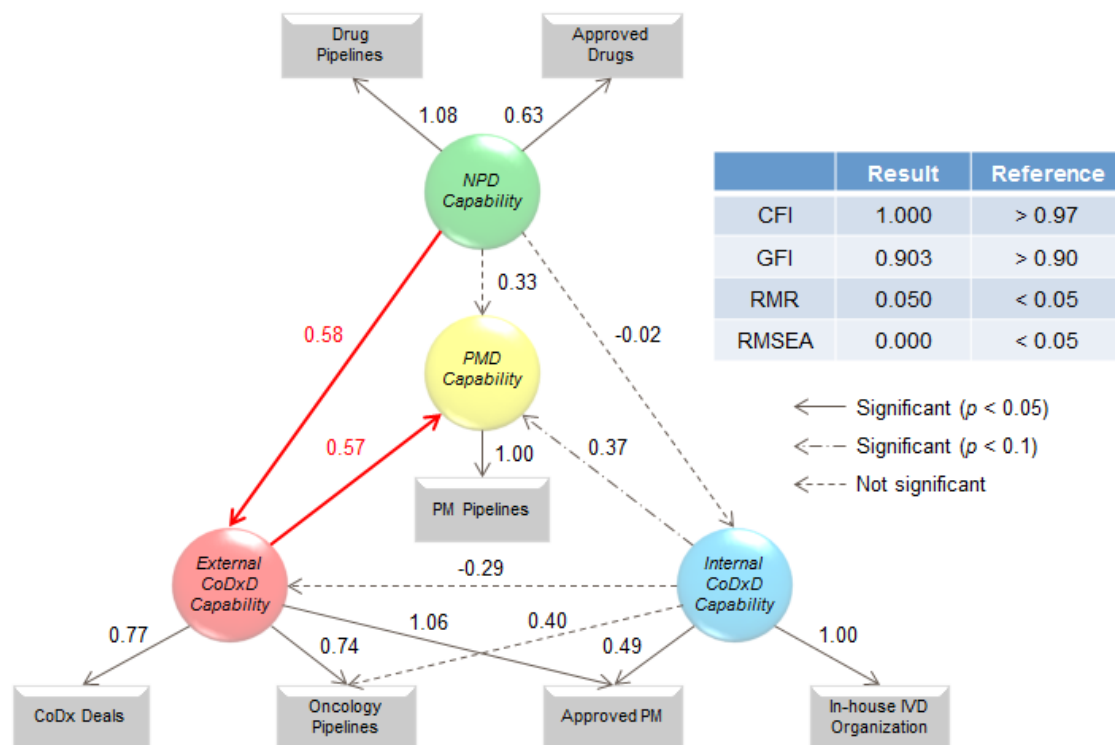 Drug
Pipelines
Approved
Drugs
1.08
0.63
NPD
Capability
Result Reference
CFI 1.000 > 0.97
GFI 0.903 > 0.90
RMR 0.050 < 0.05
RMSEA 0.000 < 0.05
0.33
0.58
-0.02
PMD
Capability
Significant (p < 0.05)
Significant (p < 0.1)
Not significant
0.57
1.00
0.37
PM Pipelines
External
CoDxD
Capability
Internal
CoDxD
Capability
-0.29
0.77
0.74
1.06
0.40
0.49
1.00
CoDx Deals
Oncology
Pipelines
Approved PM
In-house IVD
Organization